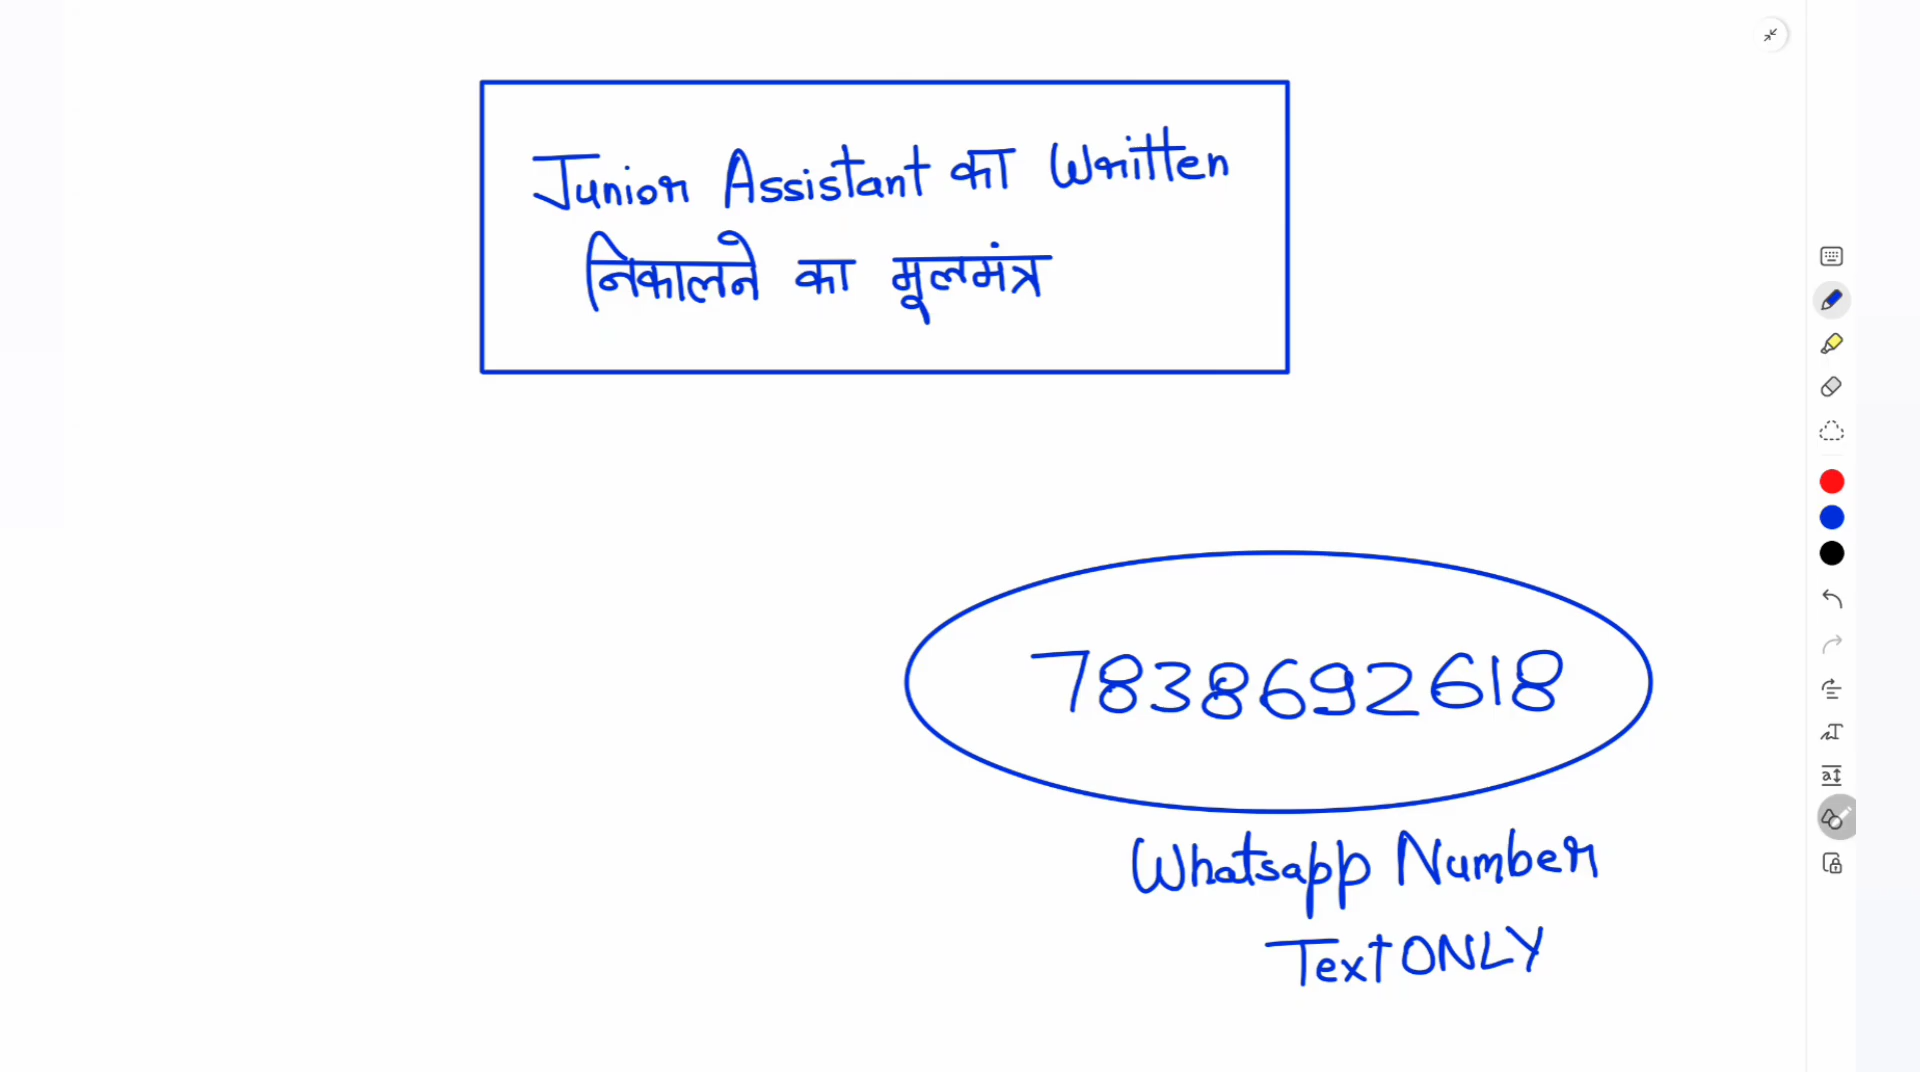 Junior Assistant का Written
निकालने का मूलमंत्र
7838692618
Whatsapp Number
Text ONLY